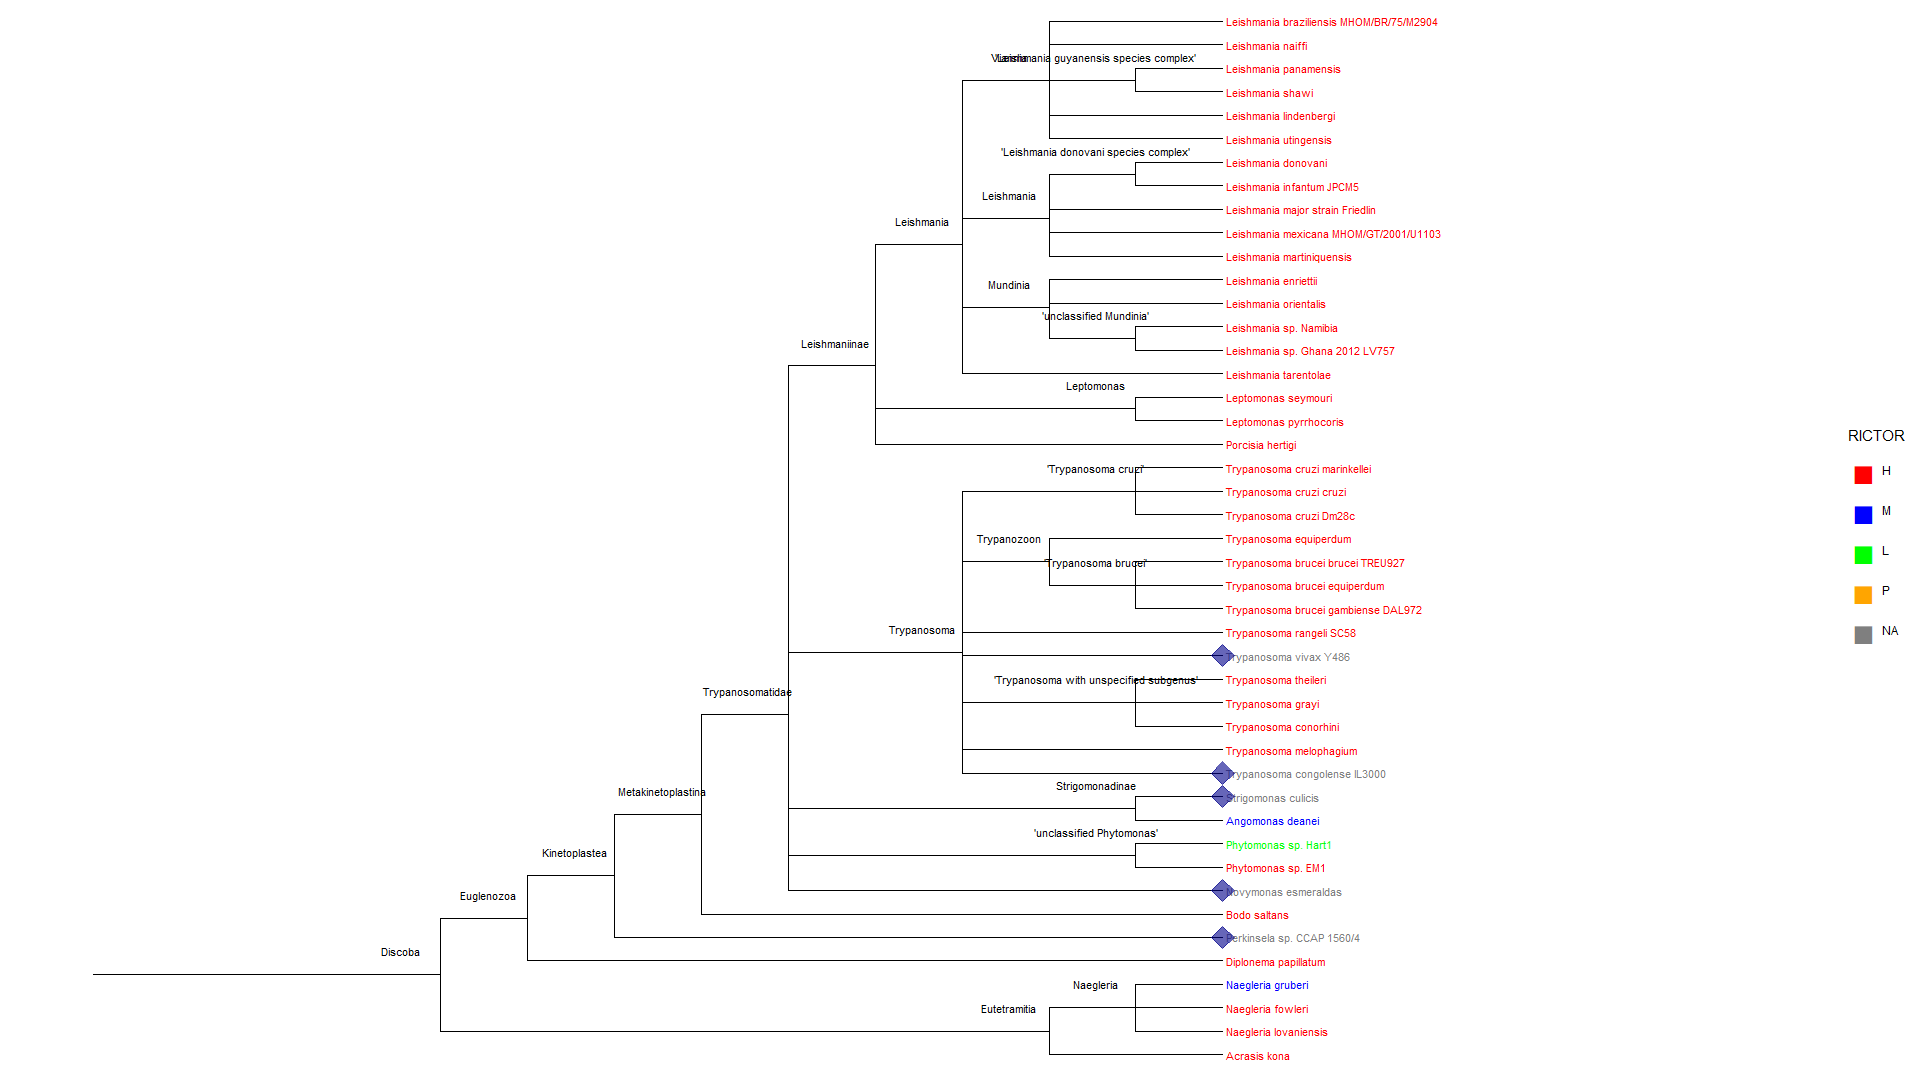 Leishmania braziliensis MHOM/BR/75/M2904
Leishmania naiffi
Viannia
'Leishmania guyanensis species complex'
Leishmania panamensis
Leishmania shawi
Leishmania lindenbergi
Leishmania utingensis
'Leishmania donovani species complex'
Leishmania donovani
Leishmania infantum JPCM5
Leishmania
Leishmania major strain Friedlin
Leishmania
Leishmania mexicana MHOM/GT/2001/U1103
Leishmania martiniquensis
Mundinia
Leishmania enriettii
Leishmania orientalis
'unclassified Mundinia'
Leishmania sp. Namibia
Leishmaniinae
Leishmania sp. Ghana 2012 LV757
Leishmania tarentolae
Leptomonas
Leptomonas seymouri
Leptomonas pyrrhocoris
Porcisia hertigi
'Trypanosoma cruzi'
Trypanosoma cruzi marinkellei
Trypanosoma cruzi cruzi
Trypanosoma cruzi Dm28c
Trypanozoon
Trypanosoma equiperdum
'Trypanosoma brucei'
Trypanosoma brucei brucei TREU927
Trypanosoma brucei equiperdum
Trypanosoma brucei gambiense DAL972
Trypanosoma
Trypanosoma rangeli SC58
Trypanosoma vivax Y486
'Trypanosoma with unspecified subgenus'
Trypanosoma theileri
Trypanosomatidae
Trypanosoma grayi
Trypanosoma conorhini
Trypanosoma melophagium
Trypanosoma congolense IL3000
Strigomonadinae
Metakinetoplastina
Strigomonas culicis
Angomonas deanei
'unclassified Phytomonas'
Phytomonas sp. Hart1
Kinetoplastea
Phytomonas sp. EM1
Euglenozoa
Novymonas esmeraldas
Bodo saltans
Perkinsela sp. CCAP 1560/4
Discoba
Diplonema papillatum
Naegleria
Naegleria gruberi
Eutetramitia
Naegleria fowleri
Naegleria lovaniensis
Acrasis kona
RICTOR
H
M
L
P
NA